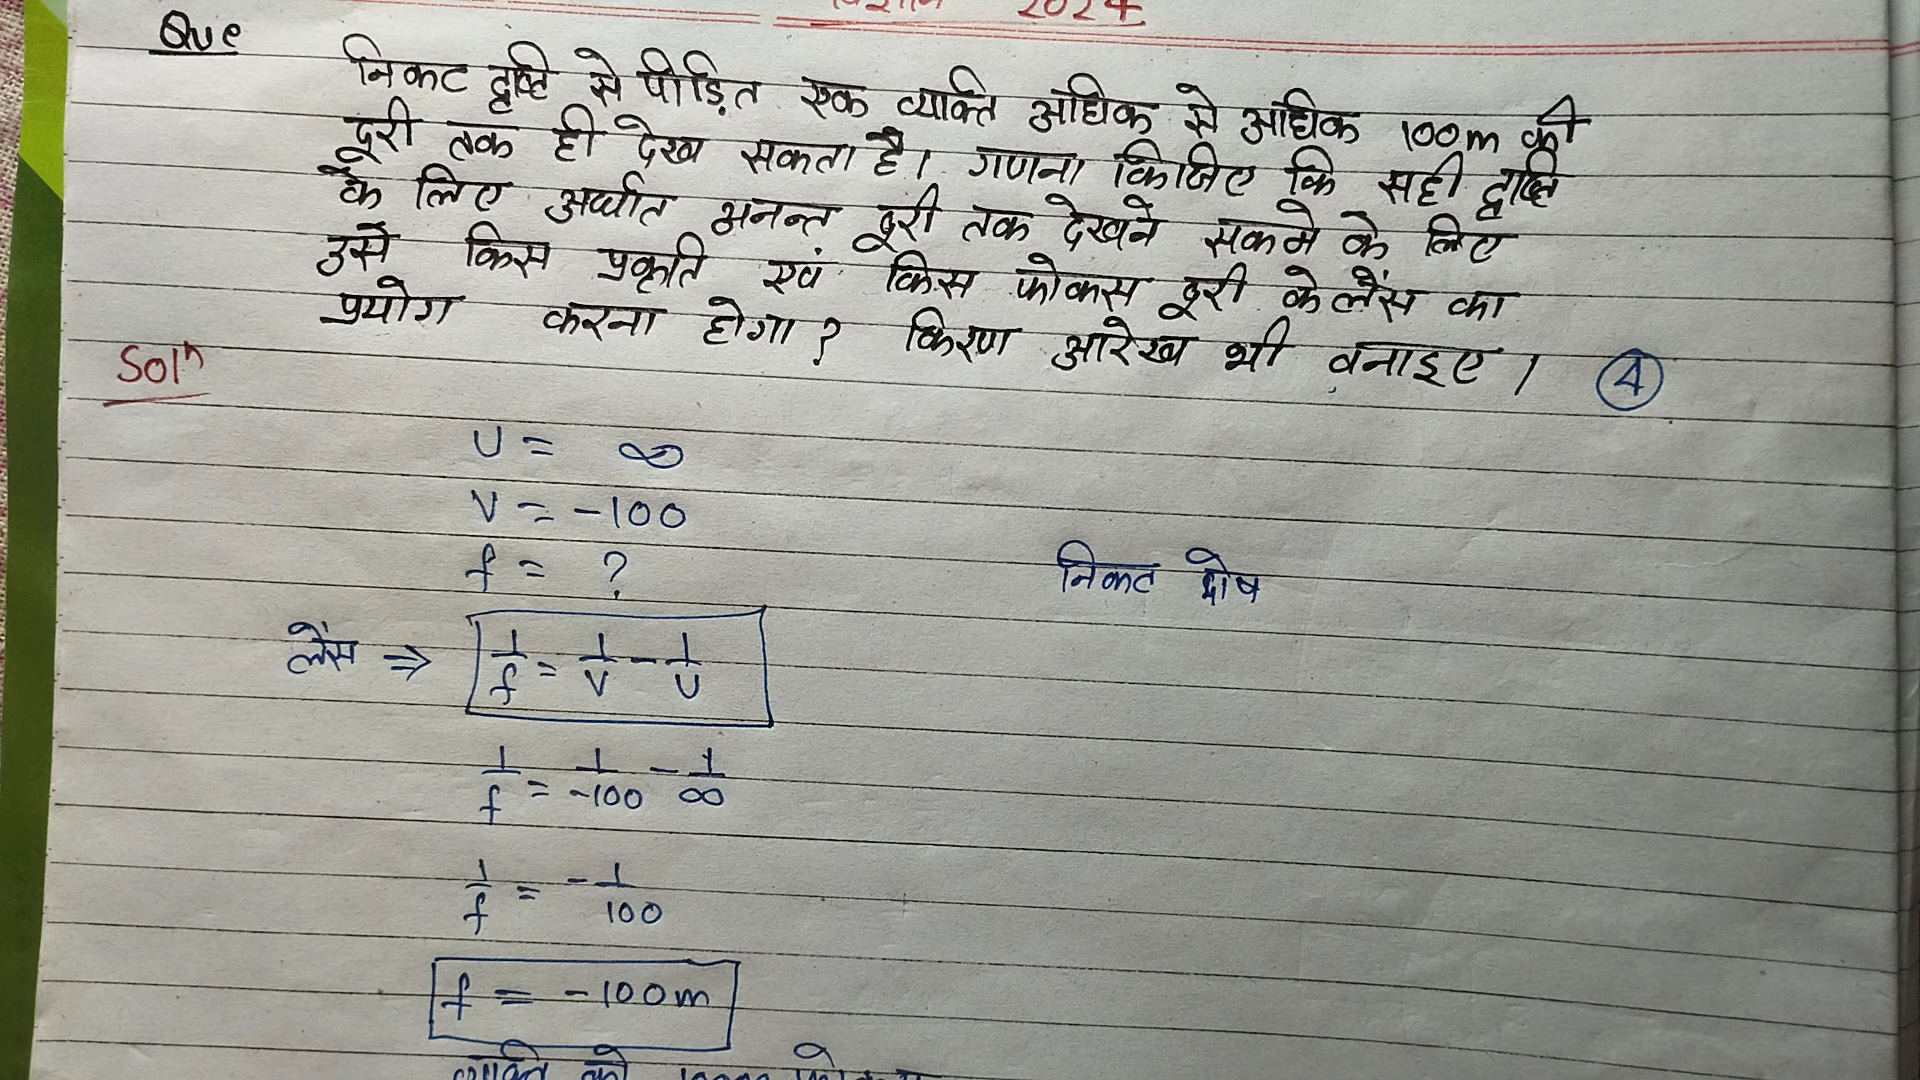 विज्ञान 2024
Que
निकट दृष्टि से पीड़ित एक व्यक्ति अधिक से अधिक 100m की
दूरी तक ही देख सकता है। गणना किजिए कि सही दृष्टि
के लिए अर्थात अनन्त दूरी तक देखने सकने के लिए
उसे किस प्रकृति एवं किस फोकस दूरी के लेंस का
प्रयोग करना होगा? किरण आरेख भी बनाइए। 4
Solⁿ
U = ∞
V = -100
f = ?
निकट दोष
लेंस ⇒ 1/f = 1/V - 1/U
1/f = 1/-100 - 1/∞
1/f = -1/100
f = -100m
व्यक्ति को